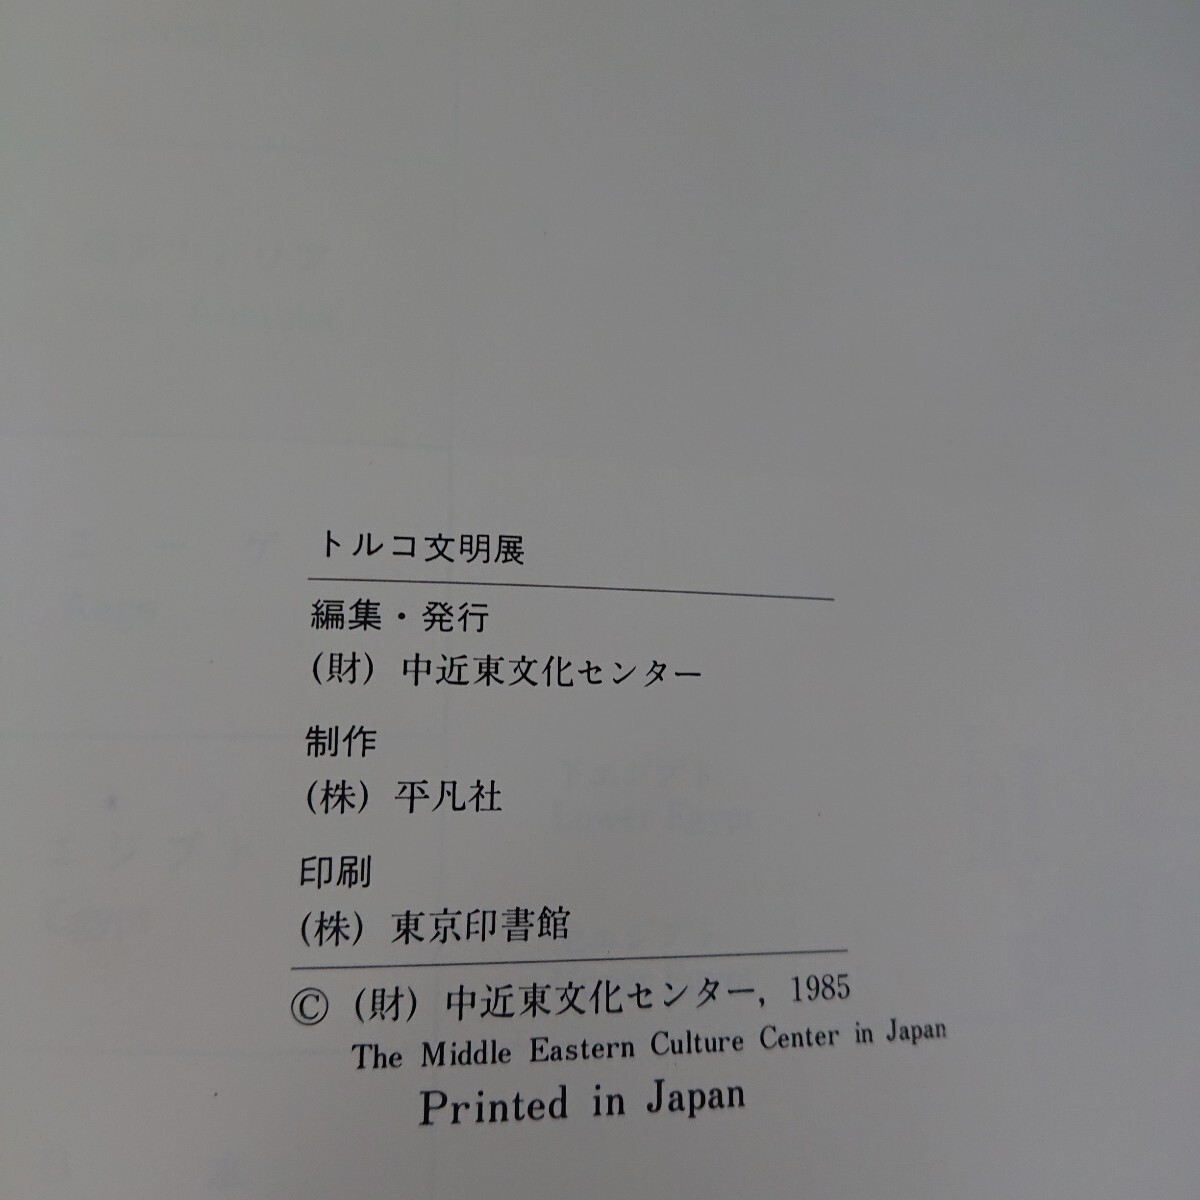 トルコ文明展
編集・発行
(財) 中近東文化センター
制作
(株) 平凡社
印刷
(株) 東京印書館
© (財) 中近東文化センター, 1985
The Middle Eastern Culture Center in Japan
Printed in Japan